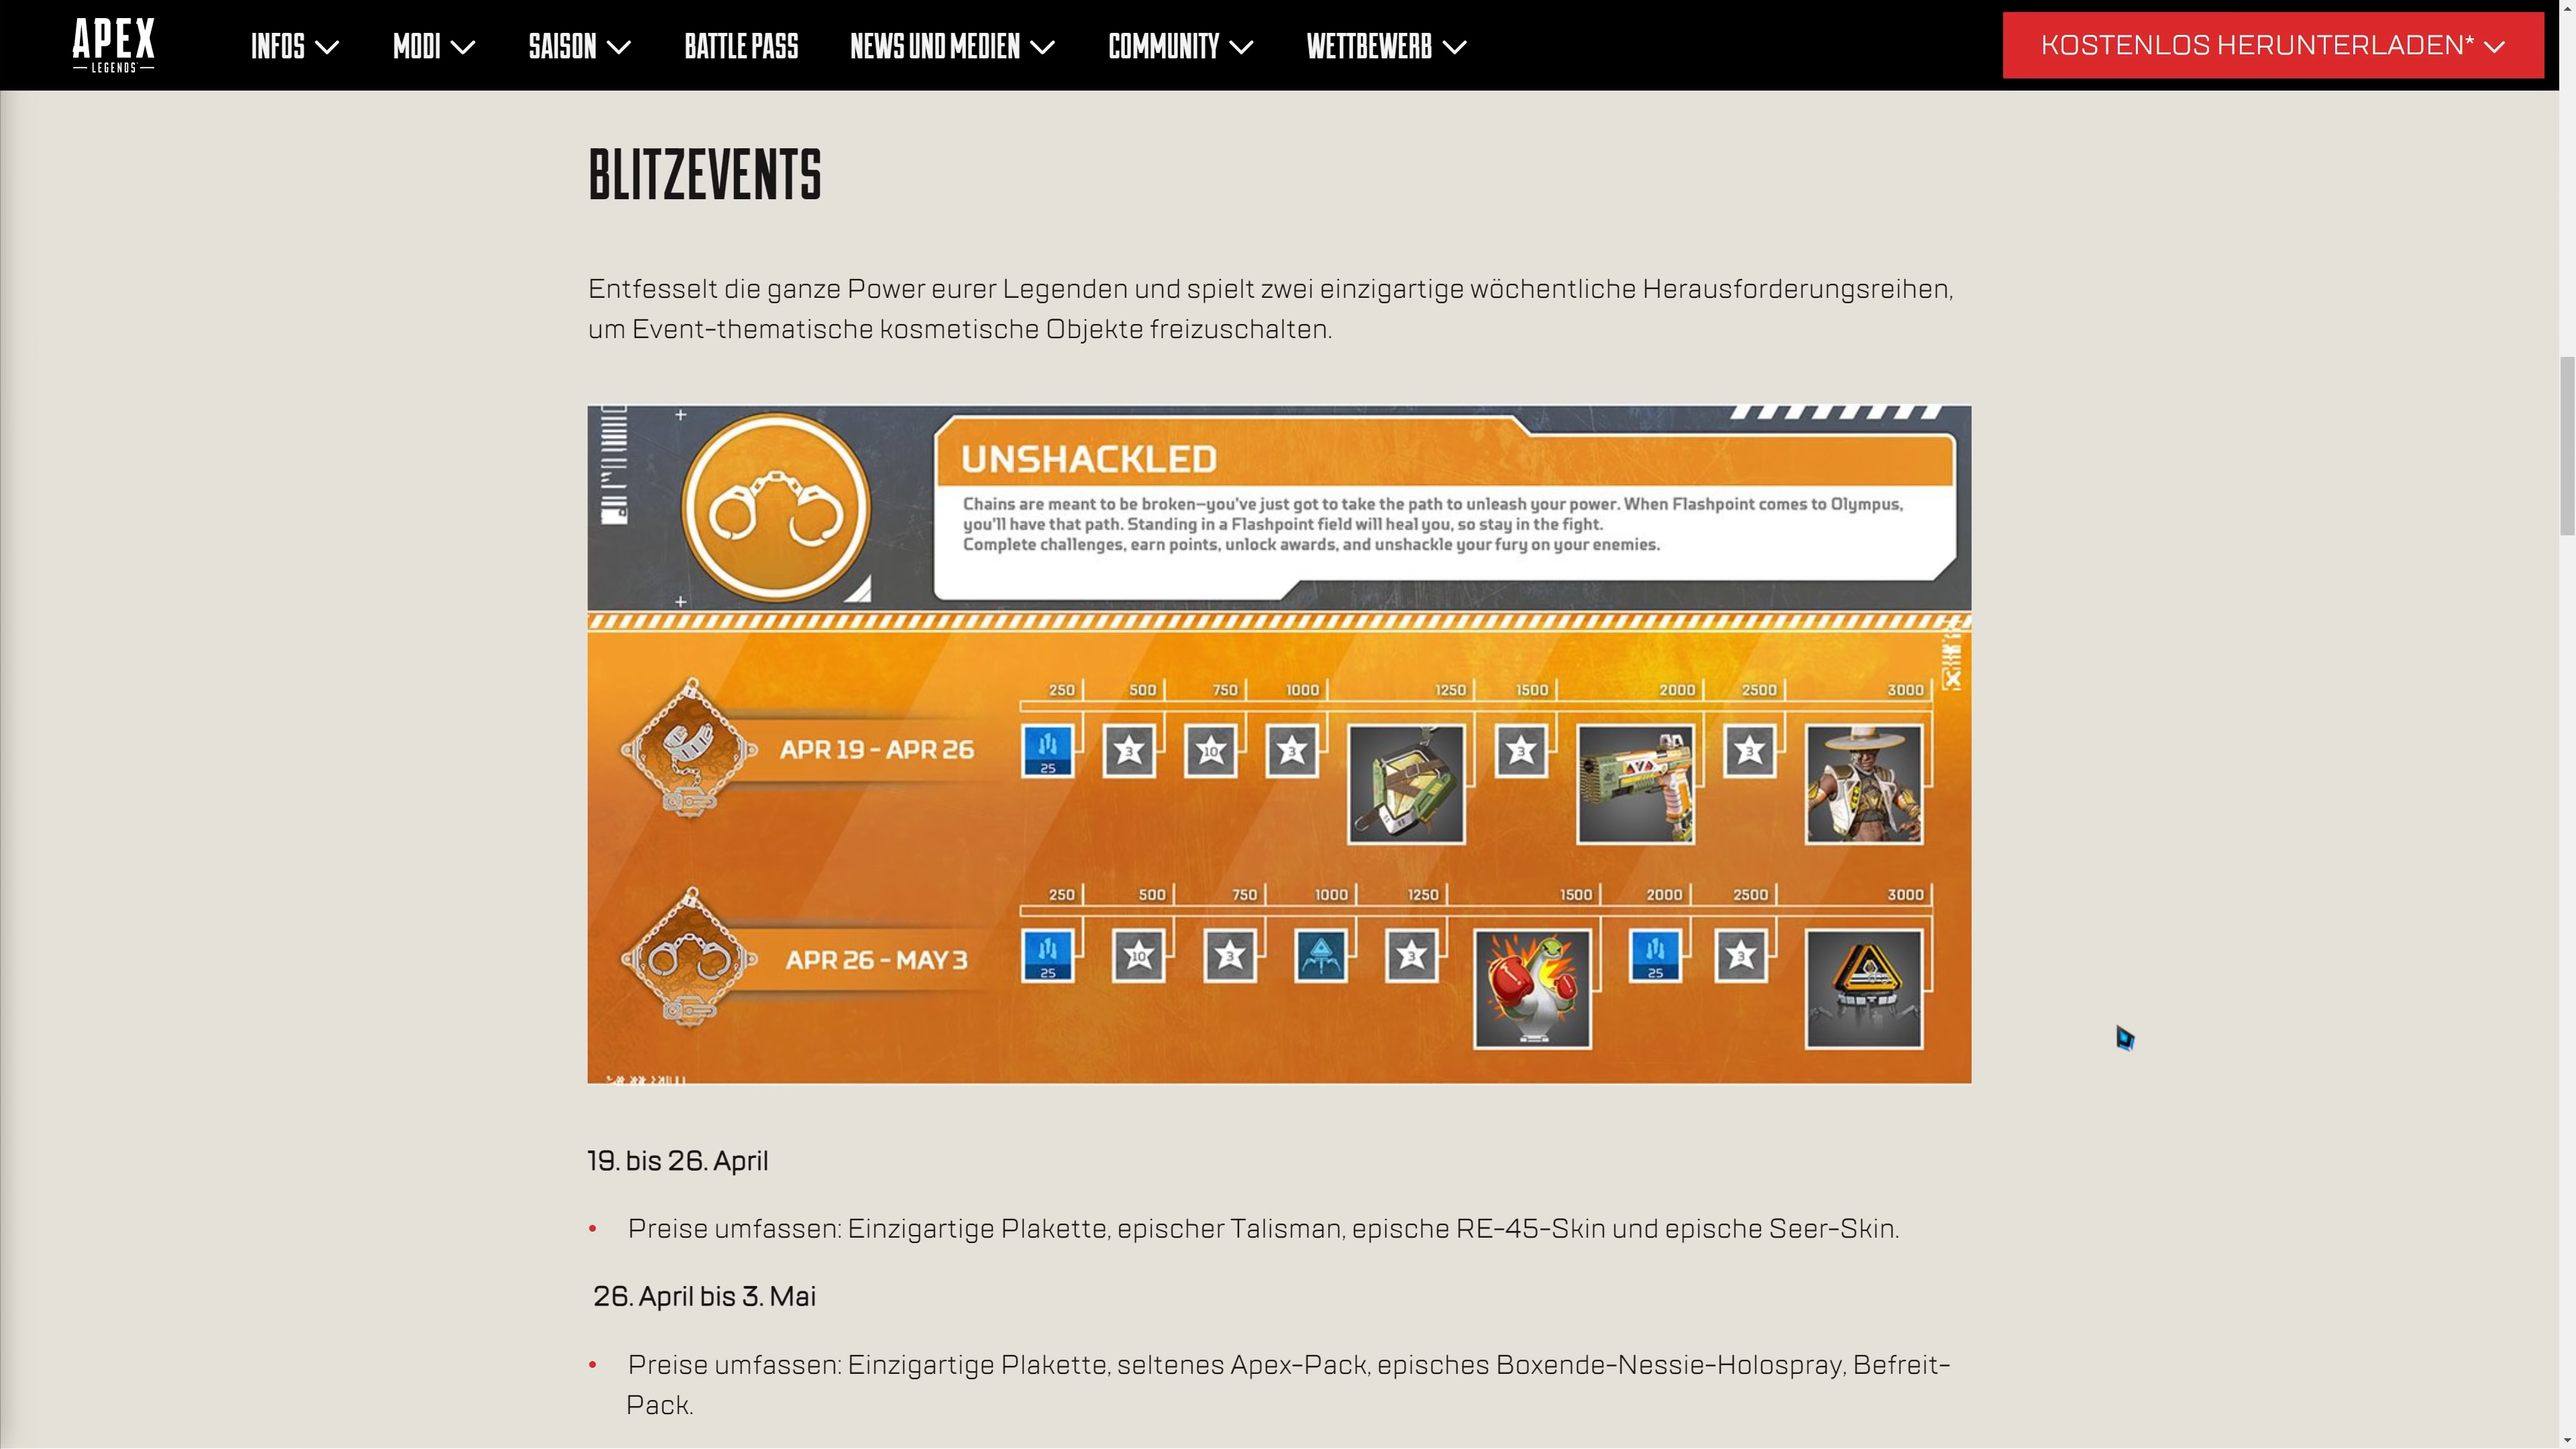 APEX
LEGENDS
INFOS
MODI
SAISON
BATTLE PASS
NEWS UND MEDIEN
COMMUNITY
WETTBEWERB
KOSTENLOS HERUNTERLADEN*
BLITZEVENTS
Entfesselt die ganze Power eurer Legenden und spielt zwei einzigartige wöchentliche Herausforderungsreihen,
um Event-thematische kosmetische Objekte freizuschalten.
UNSHACKLED
Chains are meant to be broken—you've just got to take the path to unleash your power. When Flashpoint comes to Olympus,
you'll have that path. Standing in a Flashpoint field will heal you, so stay in the fight.
Complete challenges, earn points, unlock awards, and unshackle your fury on your enemies.
250 500 750 1000 1250 1500 2000 2500 3000
APR 19 - APR 26
25 3 10 3 3 3
250 500 750 1000 1250 1500 2000 2500 3000
APR 26 - MAY 3
25 10 3 3 25 3
19. bis 26. April
• Preise umfassen: Einzigartige Plakette, epischer Talisman, epische RE-45-Skin und epische Seer-Skin.
26. April bis 3. Mai
• Preise umfassen: Einzigartige Plakette, seltenes Apex-Pack, episches Boxende-Nessie-Holospray, Befreit-
Pack.